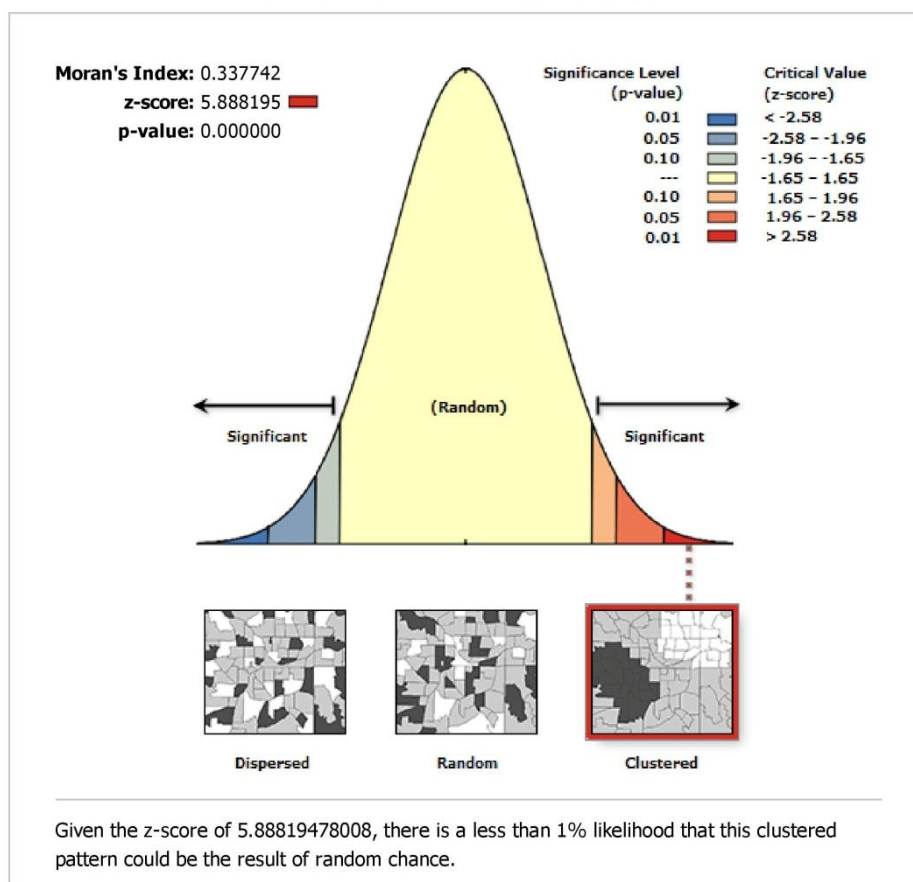 Moran's Index: 0.337742
z-score: 5.888195
p-value: 0.000000
Significance Level
(p-value)
Critical Value
(z-score)
0.01 < -2.58
0.05 -2.58 – -1.96
0.10 -1.96 – -1.65
--- -1.65 – 1.65
0.10 1.65 – 1.96
0.05 1.96 – 2.58
0.01 > 2.58
(Random)
Significant
Significant
Dispersed
Random
Clustered
Given the z-score of 5.88819478008, there is a less than 1% likelihood that this clustered
pattern could be the result of random chance.